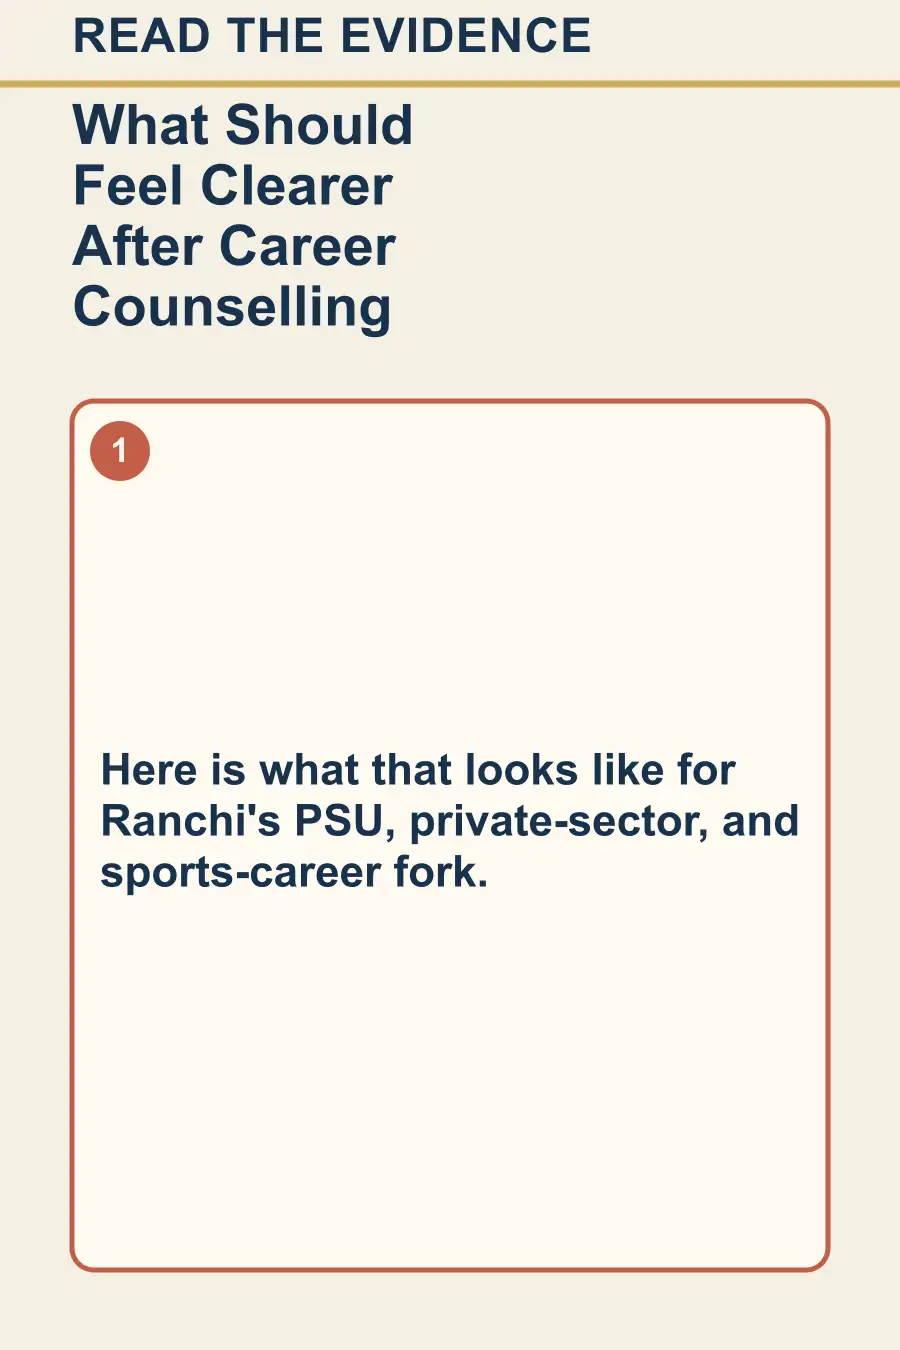 READ THE EVIDENCE
What Should
Feel Clearer
After Career
Counselling
1
Here is what that looks like for
Ranchi's PSU, private-sector, and
sports-career fork.